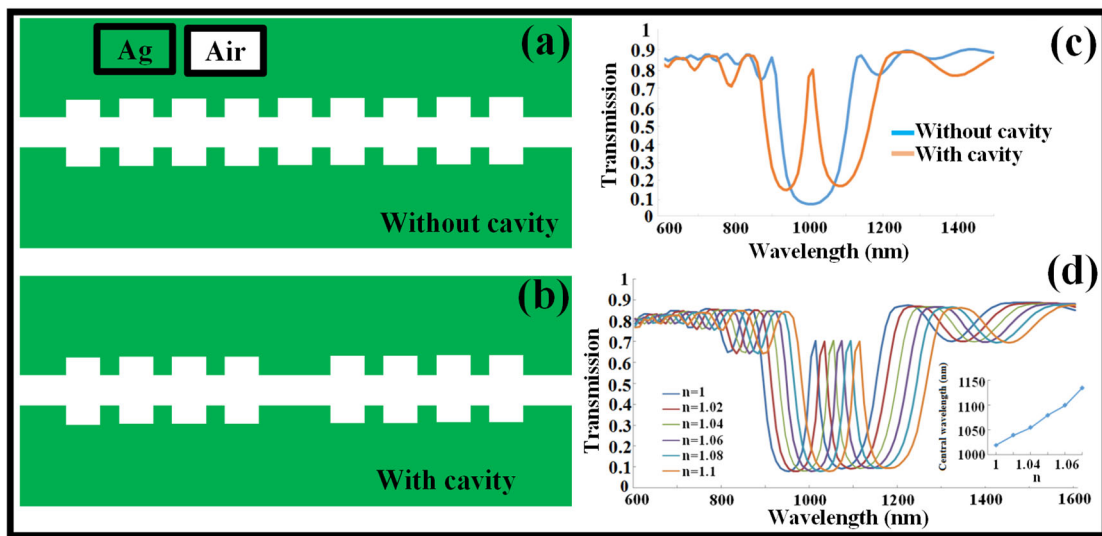 Ag
Air
(a)
Without cavity
(b)
With cavity
(c)
Transmission
1
0.9
0.8
0.7
0.6
0.5
0.4
0.3
0.2
0.1
0
600
800
1000
1200
1400
Wavelength (nm)
Without cavity
With cavity
(d)
Transmission
1
0.9
0.8
0.7
0.6
0.5
0.4
0.3
0.2
0.1
0
600
800
1000
1200
1400
1600
Wavelength (nm)
n=1
n=1.02
n=1.04
n=1.06
n=1.08
n=1.1
Central wavelength (nm)
1150
1100
1050
1000
1
1.04
1.06
n